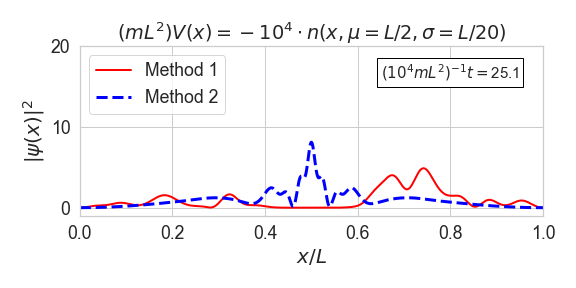 (mL²)V(x) = −10⁴ · n(x, μ = L/2, σ = L/20)
20
10
0
|ψ(x)|²
Method 1
Method 2
(10⁴mL²)⁻¹t = 25.1
0.0 0.2 0.4 0.6 0.8 1.0
x/L